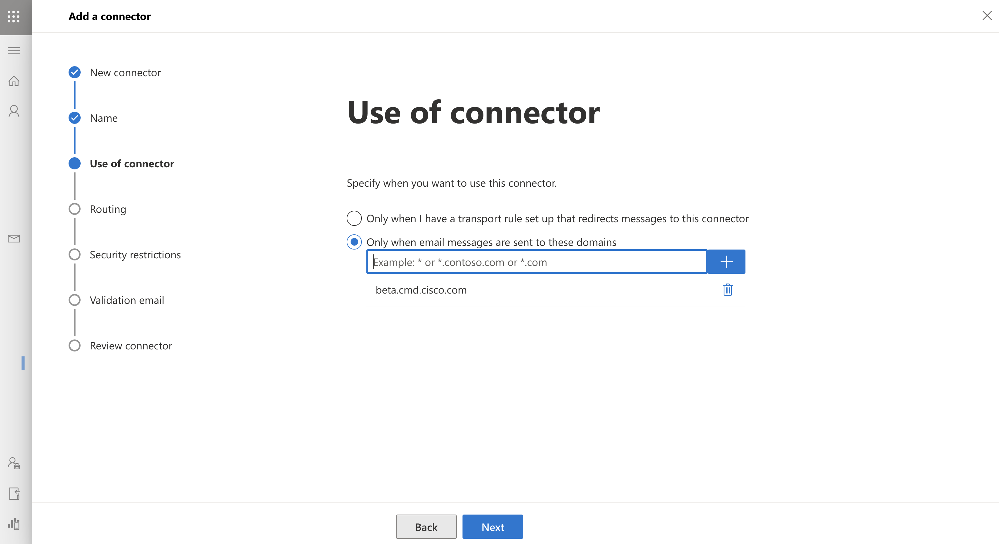 Add a connector
New connector
Name
Use of connector
Routing
Security restrictions
Validation email
Review connector
Use of connector
Specify when you want to use this connector.
Only when I have a transport rule set up that redirects messages to this connector
Only when email messages are sent to these domains
Example: * or *.contoso.com or *.com
beta.cmd.cisco.com
Back
Next